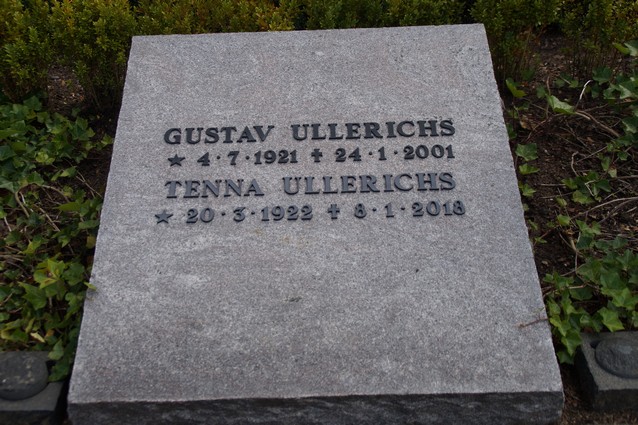 GUSTAV ULLERICHS
★ 4·7·1921 ✝ 24·1·2001
TENNA ULLERICHS
★ 20·3·1922 ✝ 8·1·2018